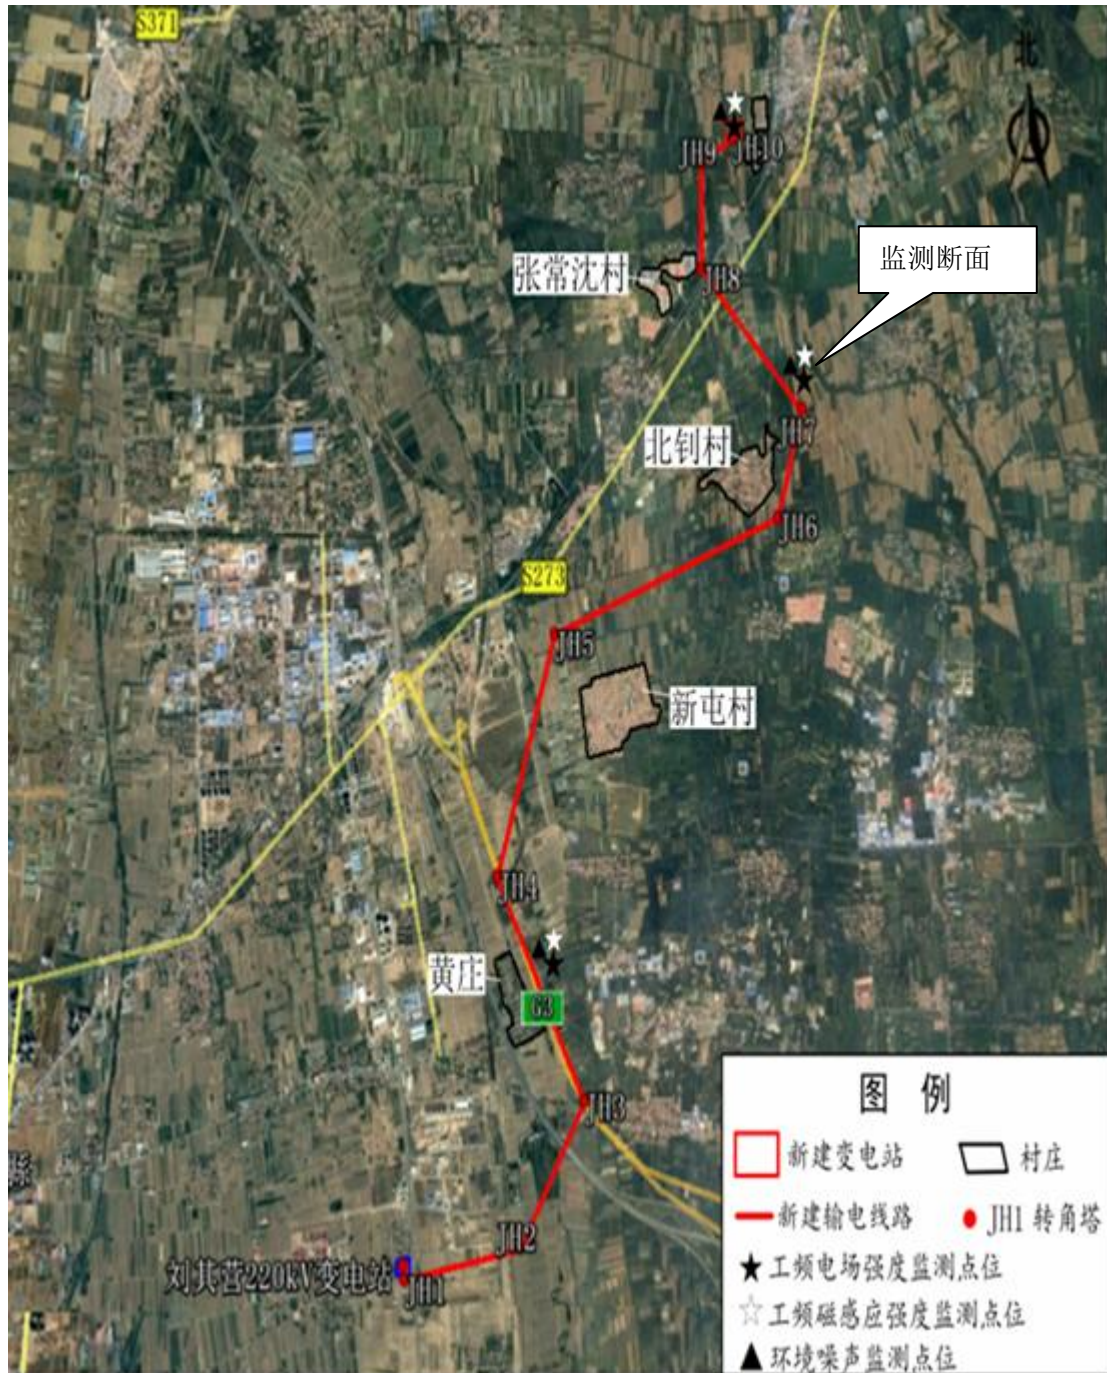 S371
北
JH9
JH10
监测断面
张常沈村
JH8
北钊村
JH7
JH6
S273
JH5
新屯村
JH4
黄庄
G3
JH3
JH2
刘其营220kV变电站
JH1
縣
图 例
新建变电站
村庄
新建输电线路
JH1 转角塔
工频电场强度监测点位
工频磁感应强度监测点位
环境噪声监测点位